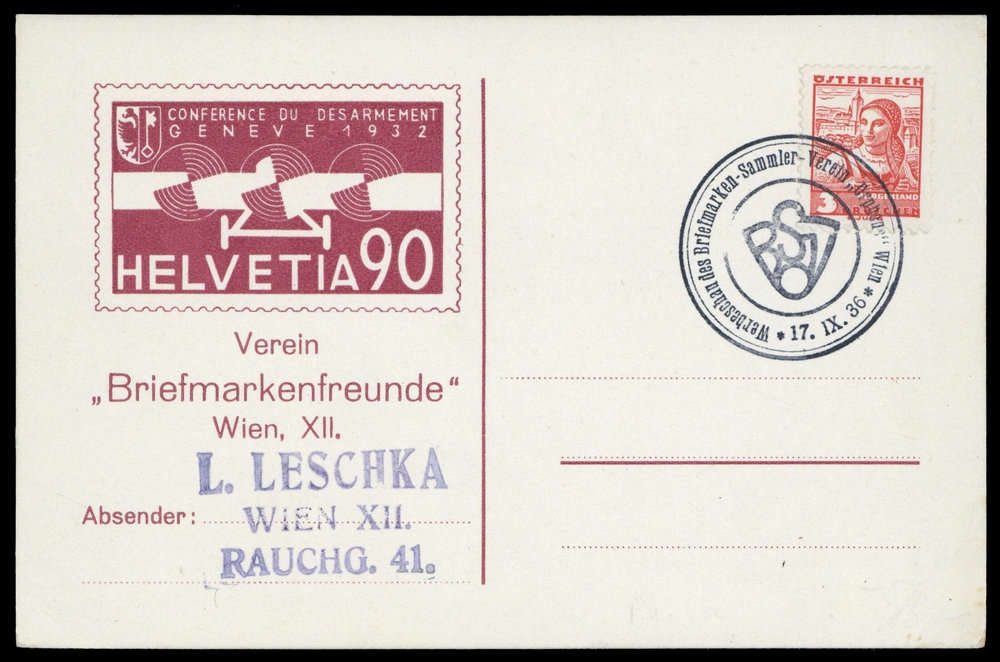 CONFERENCE DU DESARMEMENT
GENEVE 1932
HELVETIA 90
Verein
„Briefmarkenfreunde"
Wien, XII.
L. LESCHKA
Absender: WIEN XII.
RAUCHG. 41.
ÖSTERREICH
3
Werbeschau des Briefmarken-Sammler-Verein Wien
* 17. IX. 36 *